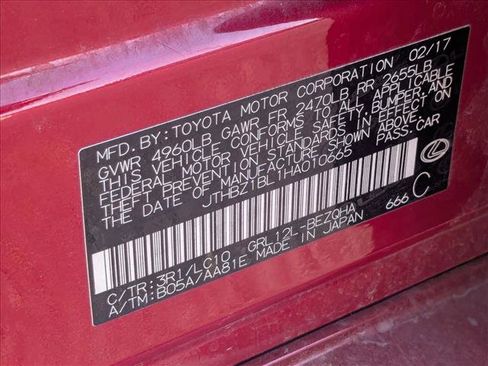 MFD.BY:TOYOTA MOTOR CORPORATION 02/17
GVWR 4960LB GAWR FR 2470LB RR 2655LB
THIS VEHICLE CONFORMS TO ALL APPLICABLE
FEDERAL MOTOR VEHICLE SAFETY,BUMPER,AND
THEFT PREVENTION STANDARDS IN EFFECT ON
THE DATE OF MANUFACTURE SHOWN ABOVE.
JTHBZ1BL1HA010665 PASS.CAR
C
666
C/TR:3R1/LC10 GRL12L-BEZQHA
A/TM:B05A/AA81E MADE IN JAPAN